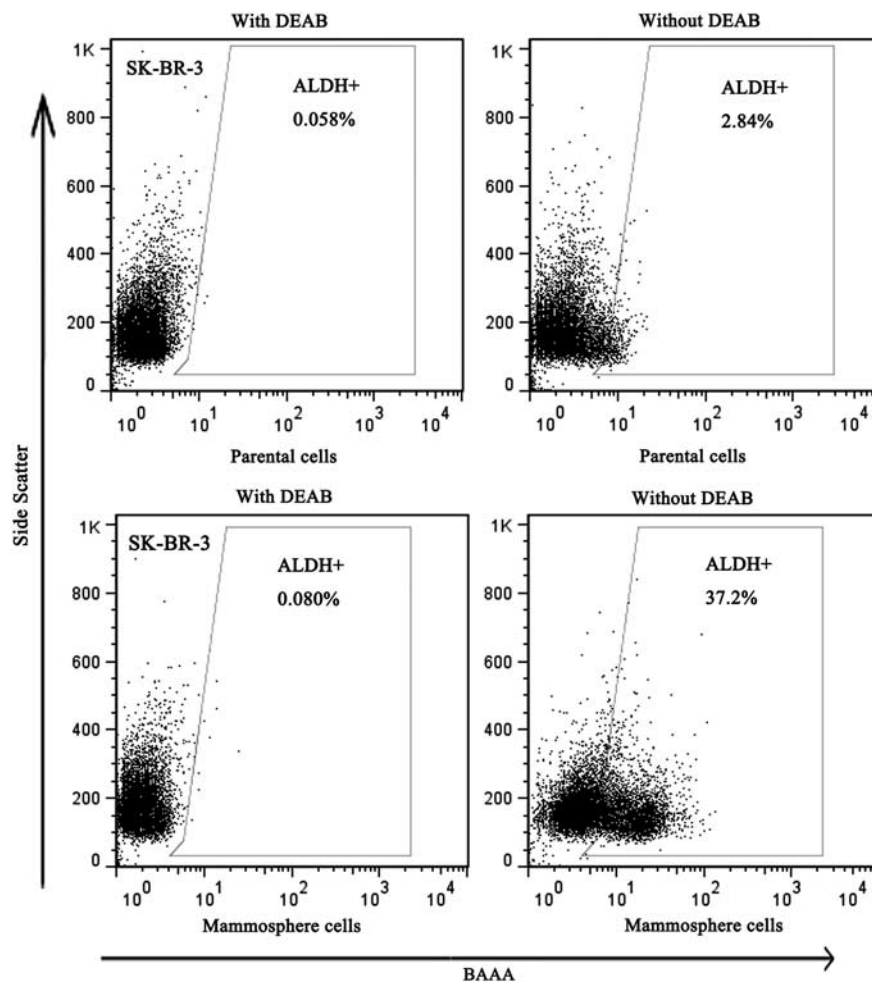 With DEAB
Without DEAB
1K
800
600
400
200
0
SK-BR-3
ALDH+
0.058%
10^0
10^1
10^2
10^3
10^4
Parental cells
1K
800
600
400
200
0
ALDH+
2.84%
10^0
10^1
10^2
10^3
10^4
Parental cells
Side Scatter
With DEAB
Without DEAB
1K
800
600
400
200
0
SK-BR-3
ALDH+
0.080%
10^0
10^1
10^2
10^3
10^4
Mammosphere cells
1K
800
600
400
200
0
ALDH+
37.2%
10^0
10^1
10^2
10^3
10^4
Mammosphere cells
BAAA